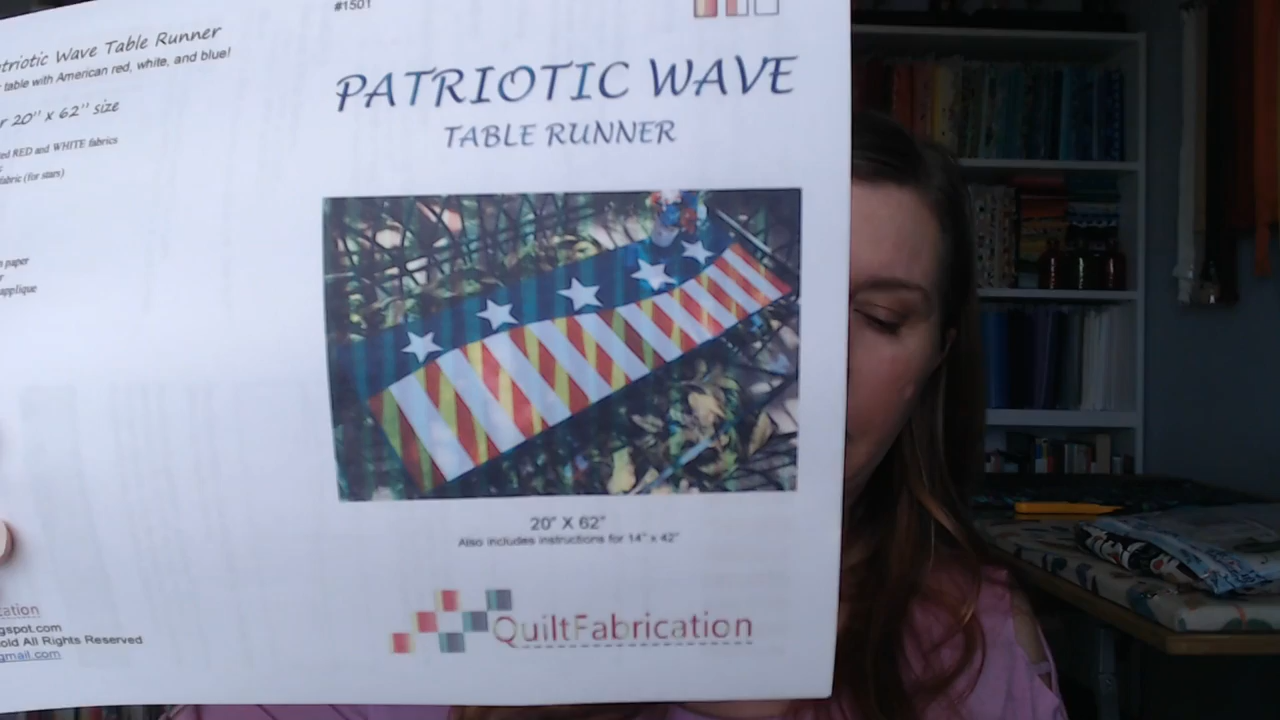 triotic Wave Table Runner
table with American red, white, and blue!
r 20" x 62" size
ed RED and WHITE fabrics
fabric (for stars)
paper
applique
cation
gspot.com
old All Rights Reserved
gmail.com
#1501
PATRIOTIC WAVE
TABLE RUNNER
20" X 62"
Also includes instructions for 14" x 42"
QuiltFabrication